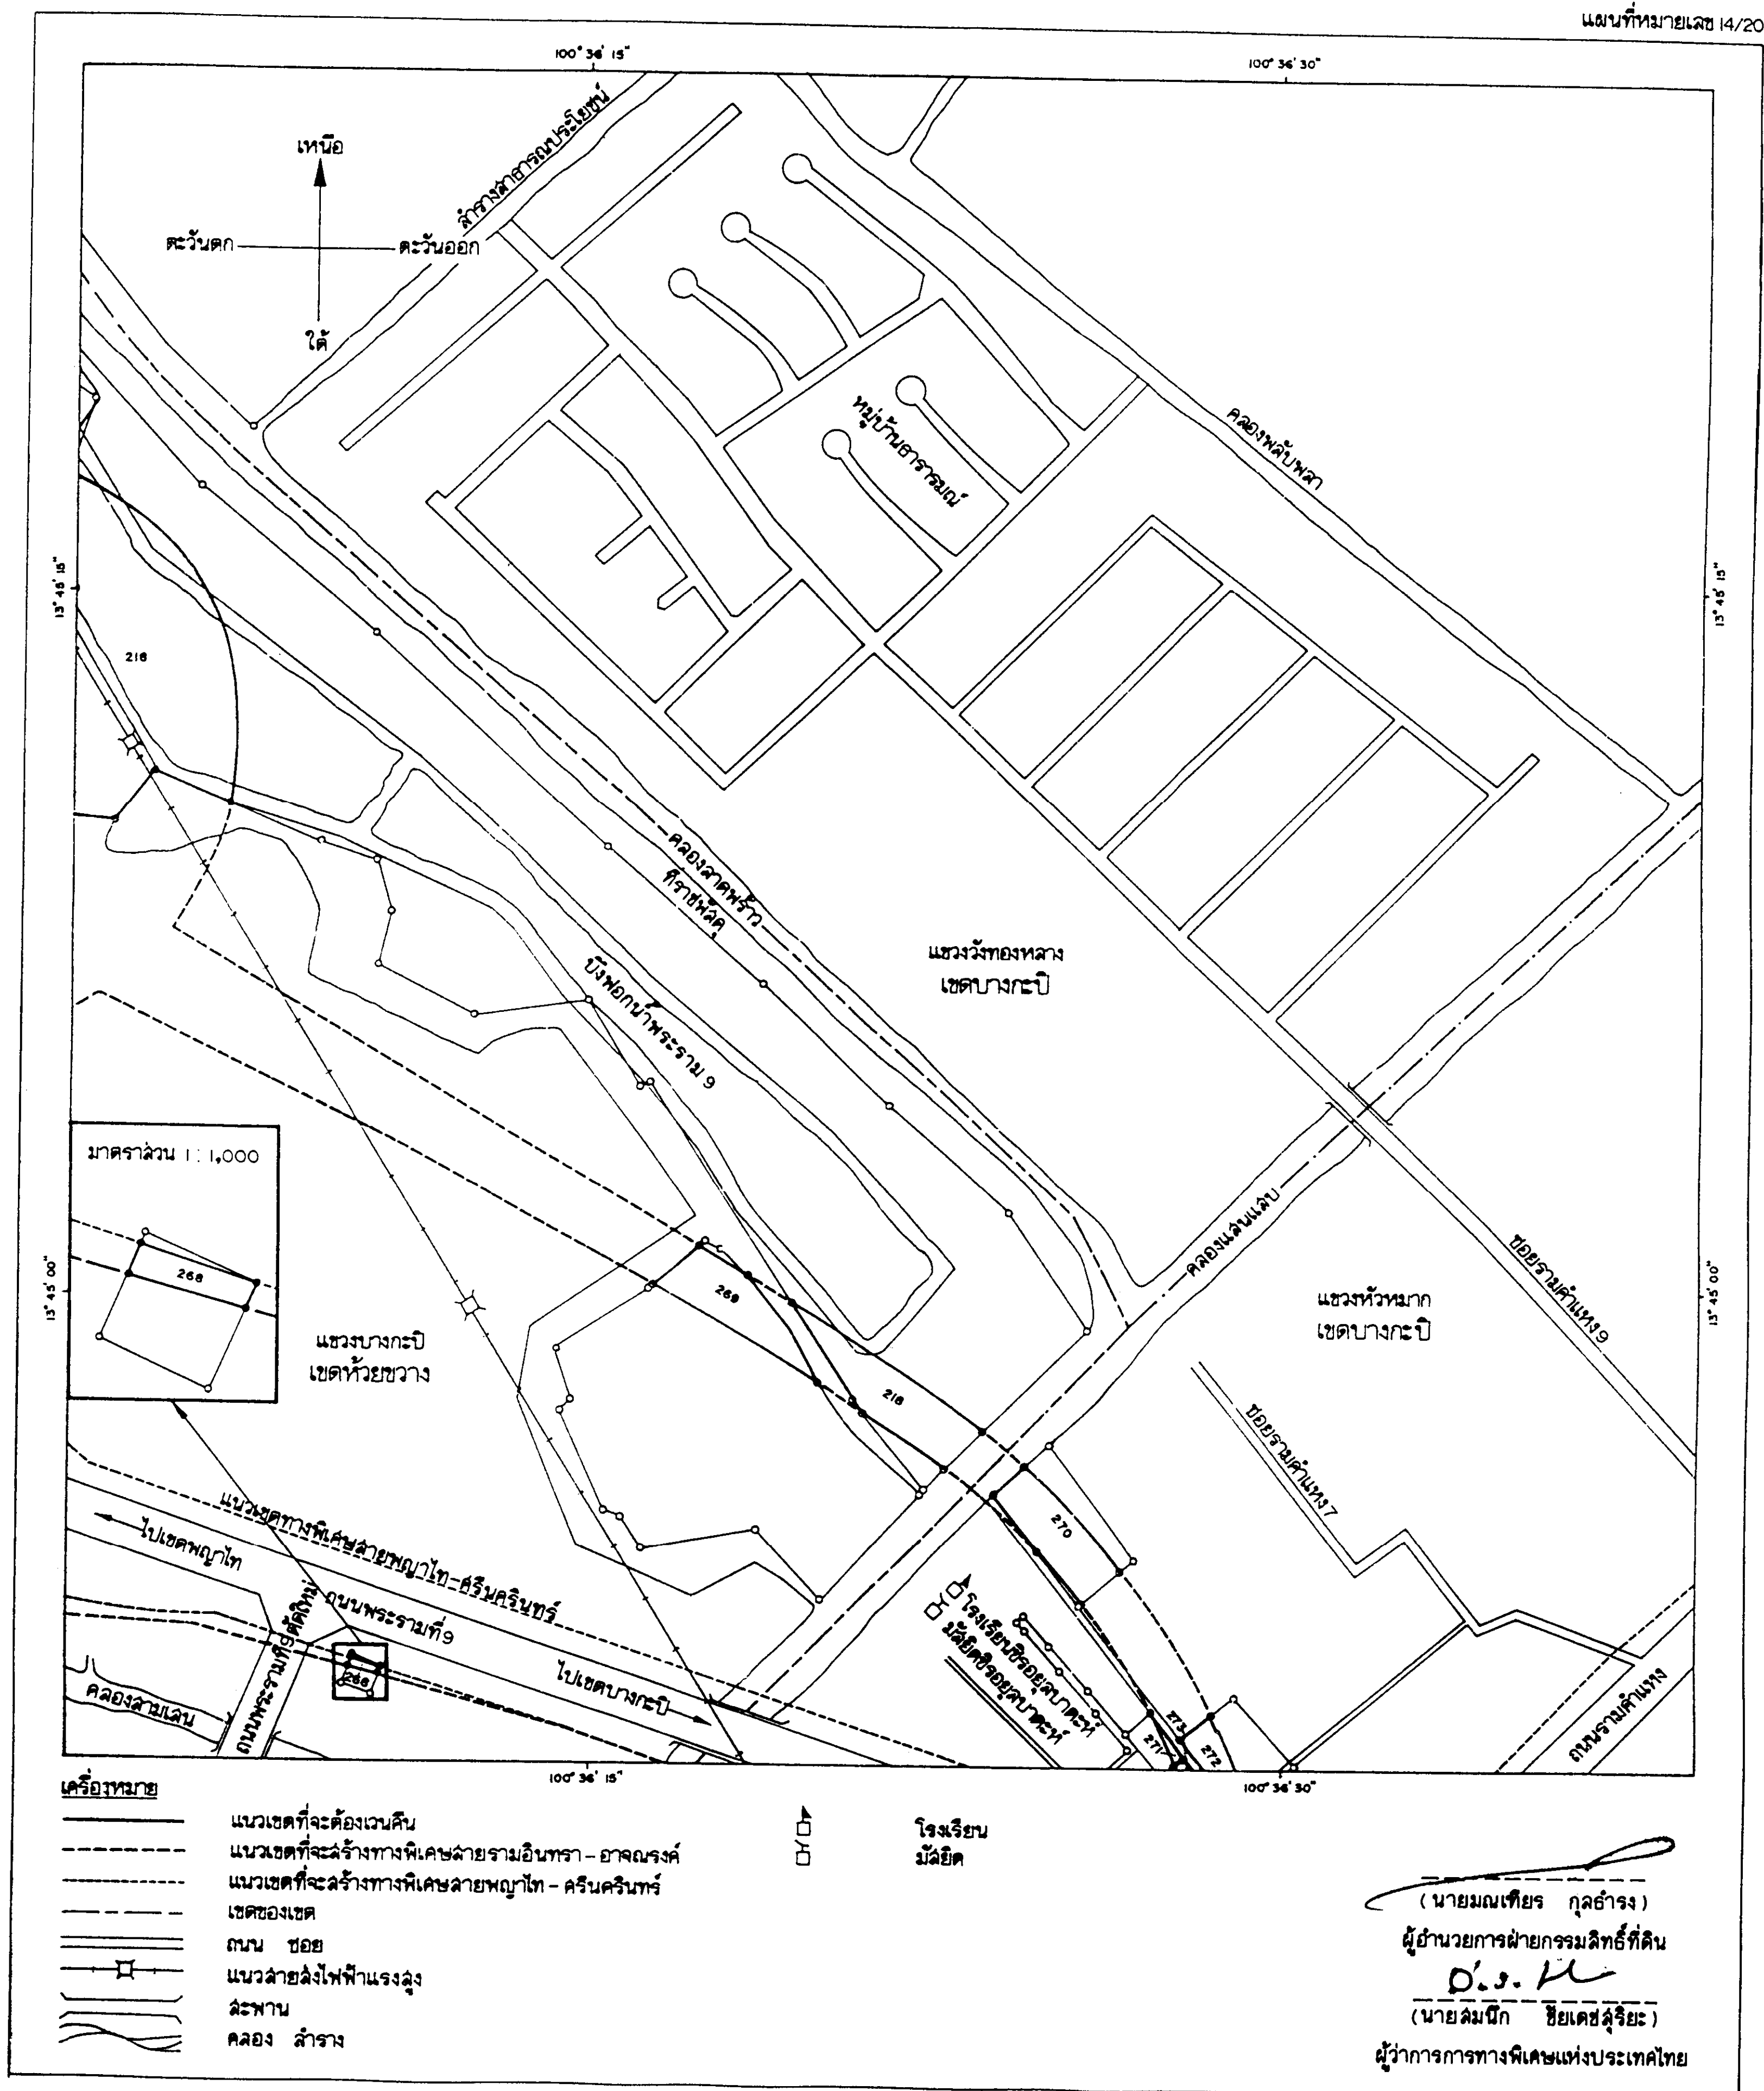 แผนที่หมายเลข 14/20
100° 36' 15"
100° 36' 30"
เหนือ
ตะวันตก
ตะวันออก
ใต้
ลำรางสาธารณประโยชน์
หมู่บ้านธารารมณ์
คลองพลับพลา
13° 45' 15"
13° 45' 15"
218
คลองลาดพร้าว
ที่ราชพัสดุ
บึงฟอกน้ำพระราม 9
แขวงวังทองหลาง
เขตบางกะปิ
มาตราส่วน 1 : 1,000
268
13° 45' 00"
13° 45' 00"
แขวงบางกะปิ
เขตห้วยขวาง
269
218
คลองแสนแสบ
แขวงหัวหมาก
เขตบางกะปิ
ซอยรามคำแหง 9
ซอยรามคำแหง 7
270
แนวเขตทางพิเศษสายพญาไท-ศรีนครินทร์
ไปเขตพญาไท
ถนนพระรามที่ 9
ถนนพระรามที่ 9 ตัดใหม่
268
ไปเขตบางกะปิ
คลองสามเสน
โรงเรียนซิรอยุลบาตะห์
มัสยิดซิรอยุลบาตะห์
273
271
272
ถนนรามคำแหง
100° 36' 15"
100° 36' 30"
เครื่องหมาย
แนวเขตที่จะต้องเวนคืน
แนวเขตที่จะสร้างทางพิเศษสายรามอินทรา - อาจณรงค์
แนวเขตที่จะสร้างทางพิเศษสายพญาไท - ศรีนครินทร์
เขตของเขต
ถนน ซอย
แนวสายส่งไฟฟ้าแรงสูง
สะพาน
คลอง ลำราง
โรงเรียน
มัสยิด
(นายมณเฑียร กุลธำรง)
ผู้อำนวยการฝ่ายกรรมสิทธิ์ที่ดิน
(นายสมนึก ชัยเดชสุริยะ)
ผู้ว่าการการทางพิเศษแห่งประเทศไทย